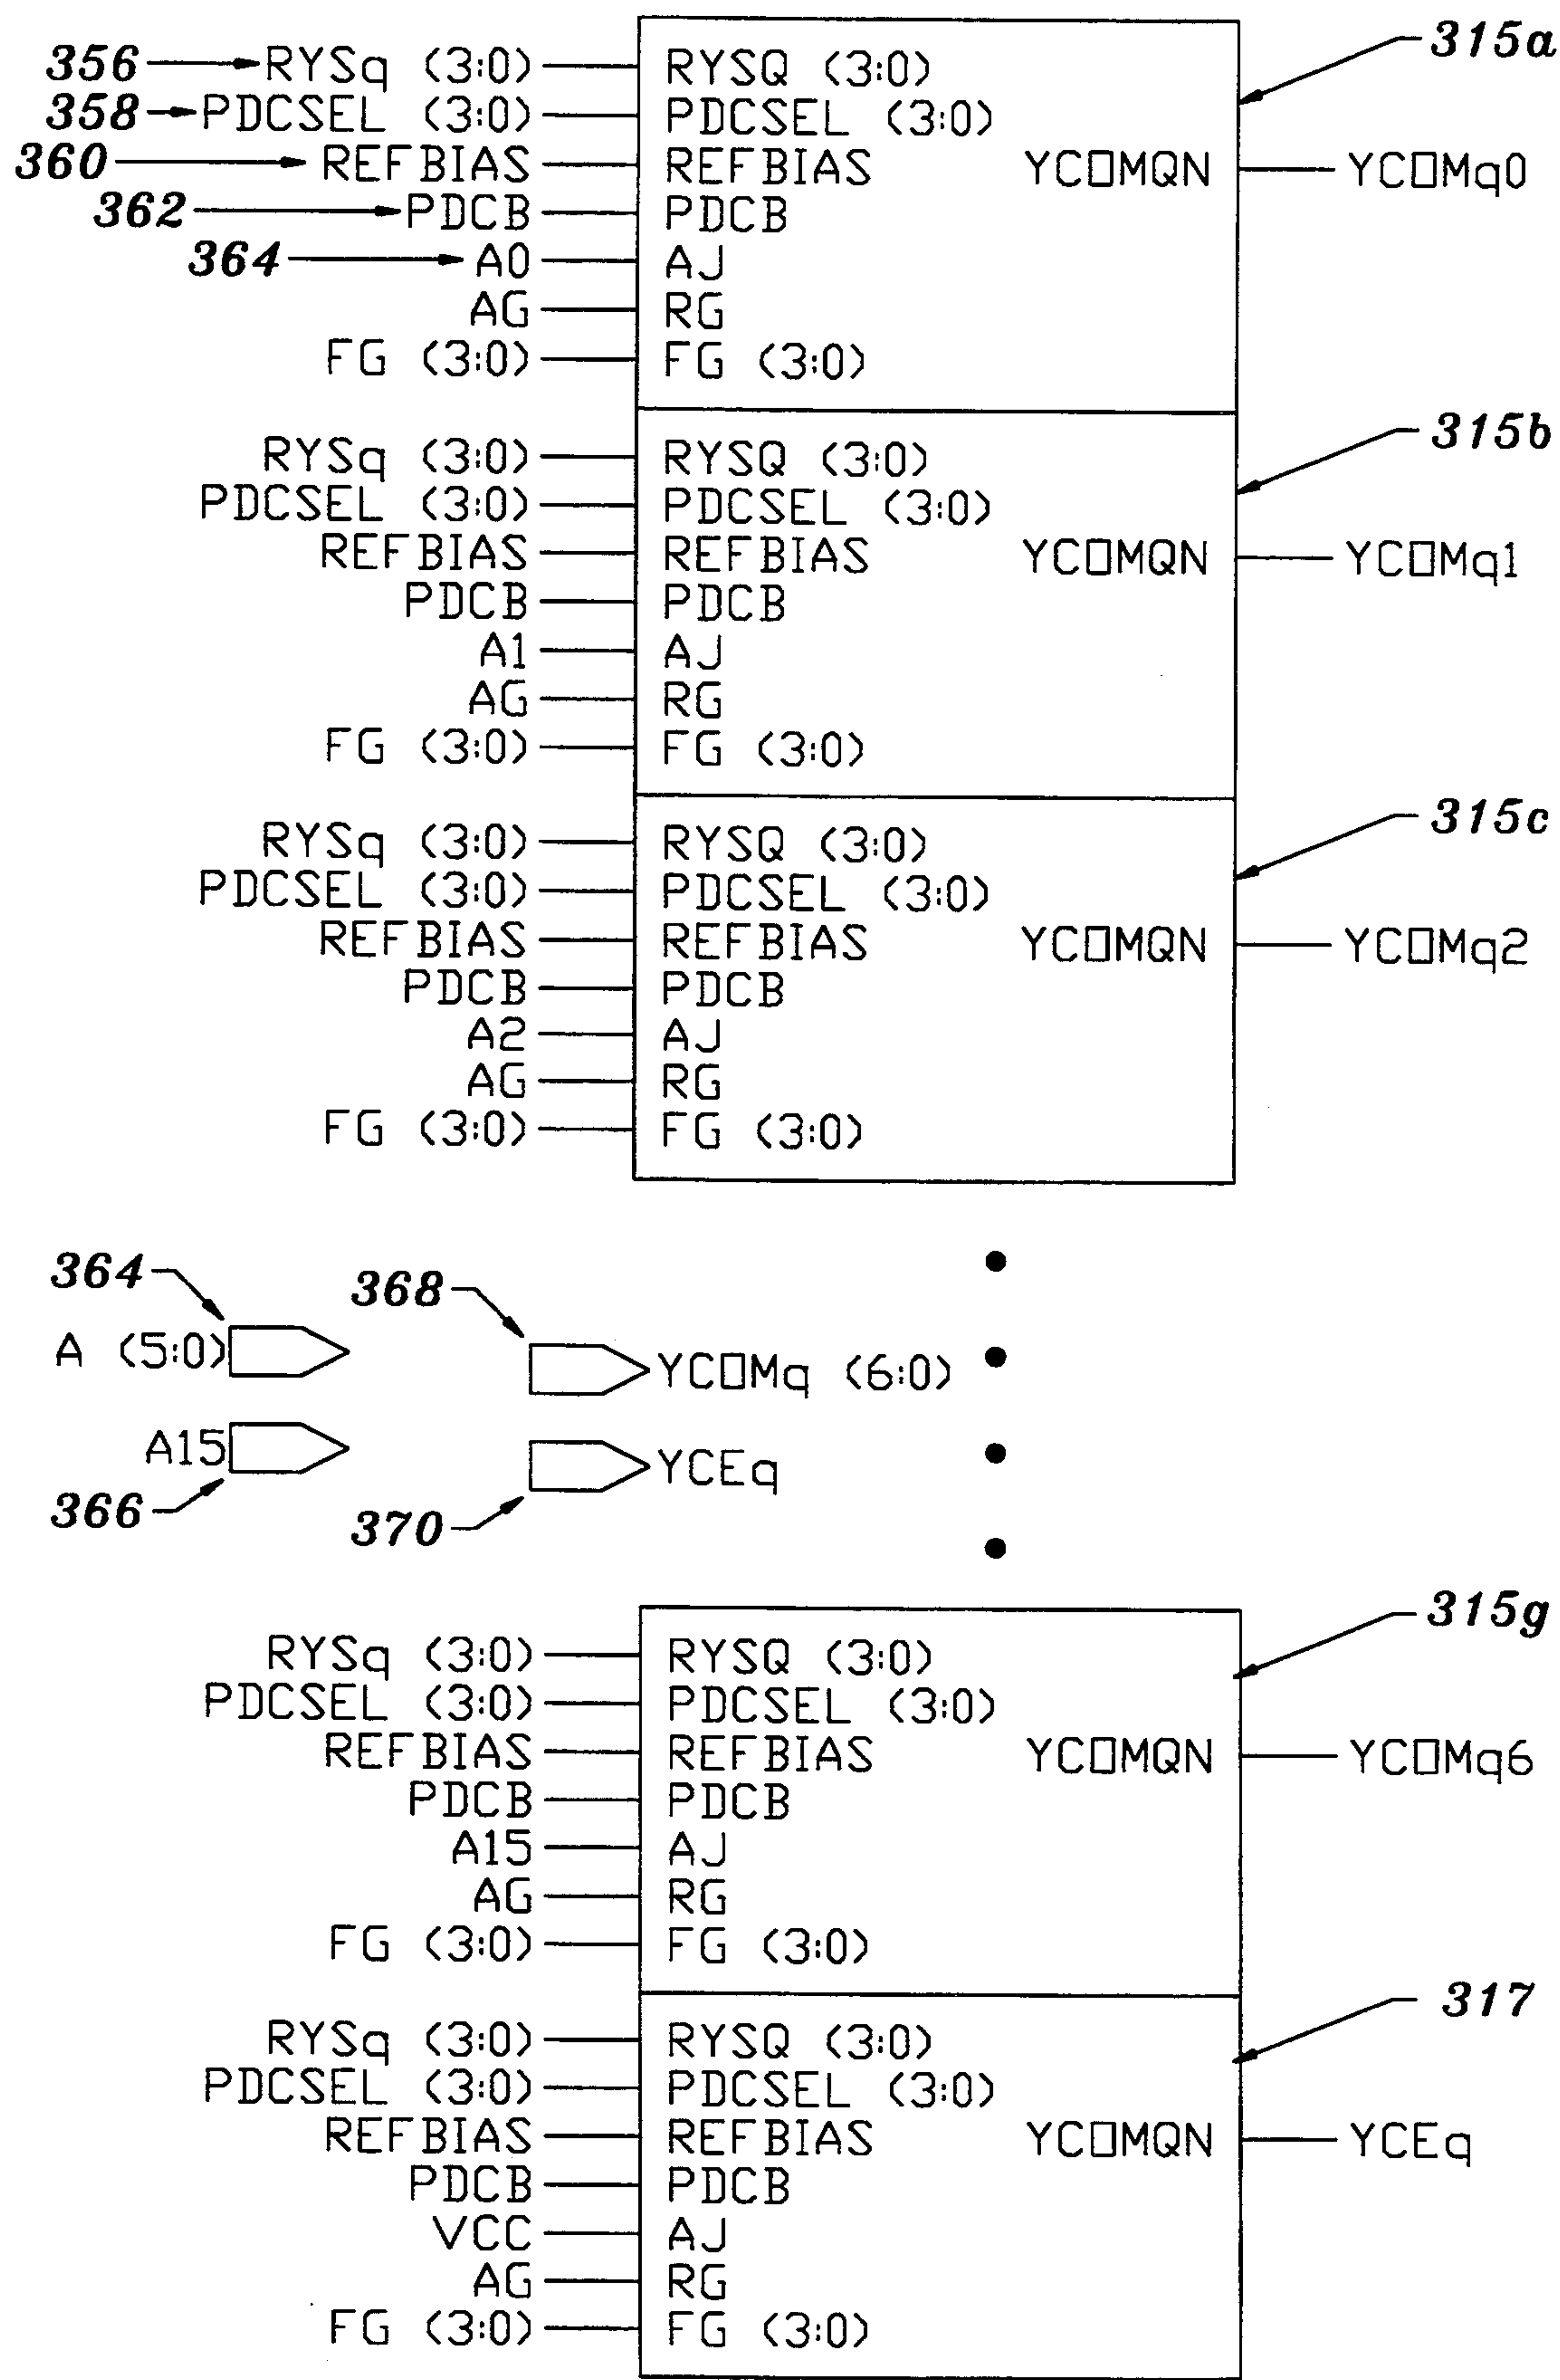 356 RYSq (3:0) RYSQ (3:0) 315a
358 PDCSEL (3:0) PDCSEL (3:0)
360 REFBIAS REFBIAS YCOMQN YCOMq0
362 PDCB PDCB
364 A0 AJ
AG RG
FG (3:0) FG (3:0)
RYSq (3:0) RYSQ (3:0) 315b
PDCSEL (3:0) PDCSEL (3:0)
REFBIAS REFBIAS YCOMQN YCOMq1
PDCB PDCB
A1 AJ
AG RG
FG (3:0) FG (3:0)
RYSq (3:0) RYSQ (3:0) 315c
PDCSEL (3:0) PDCSEL (3:0)
REFBIAS REFBIAS YCOMQN YCOMq2
PDCB PDCB
A2 AJ
AG RG
FG (3:0) FG (3:0)
364 368
A (5:0) YCOMq (6:0)
A15 YCEq
366 370
RYSq (3:0) RYSQ (3:0) 315g
PDCSEL (3:0) PDCSEL (3:0)
REFBIAS REFBIAS YCOMQN YCOMq6
PDCB PDCB
A15 AJ
AG RG
FG (3:0) FG (3:0)
RYSq (3:0) RYSQ (3:0) 317
PDCSEL (3:0) PDCSEL (3:0)
REFBIAS REFBIAS YCOMQN YCEq
PDCB PDCB
VCC AJ
AG RG
FG (3:0) FG (3:0)